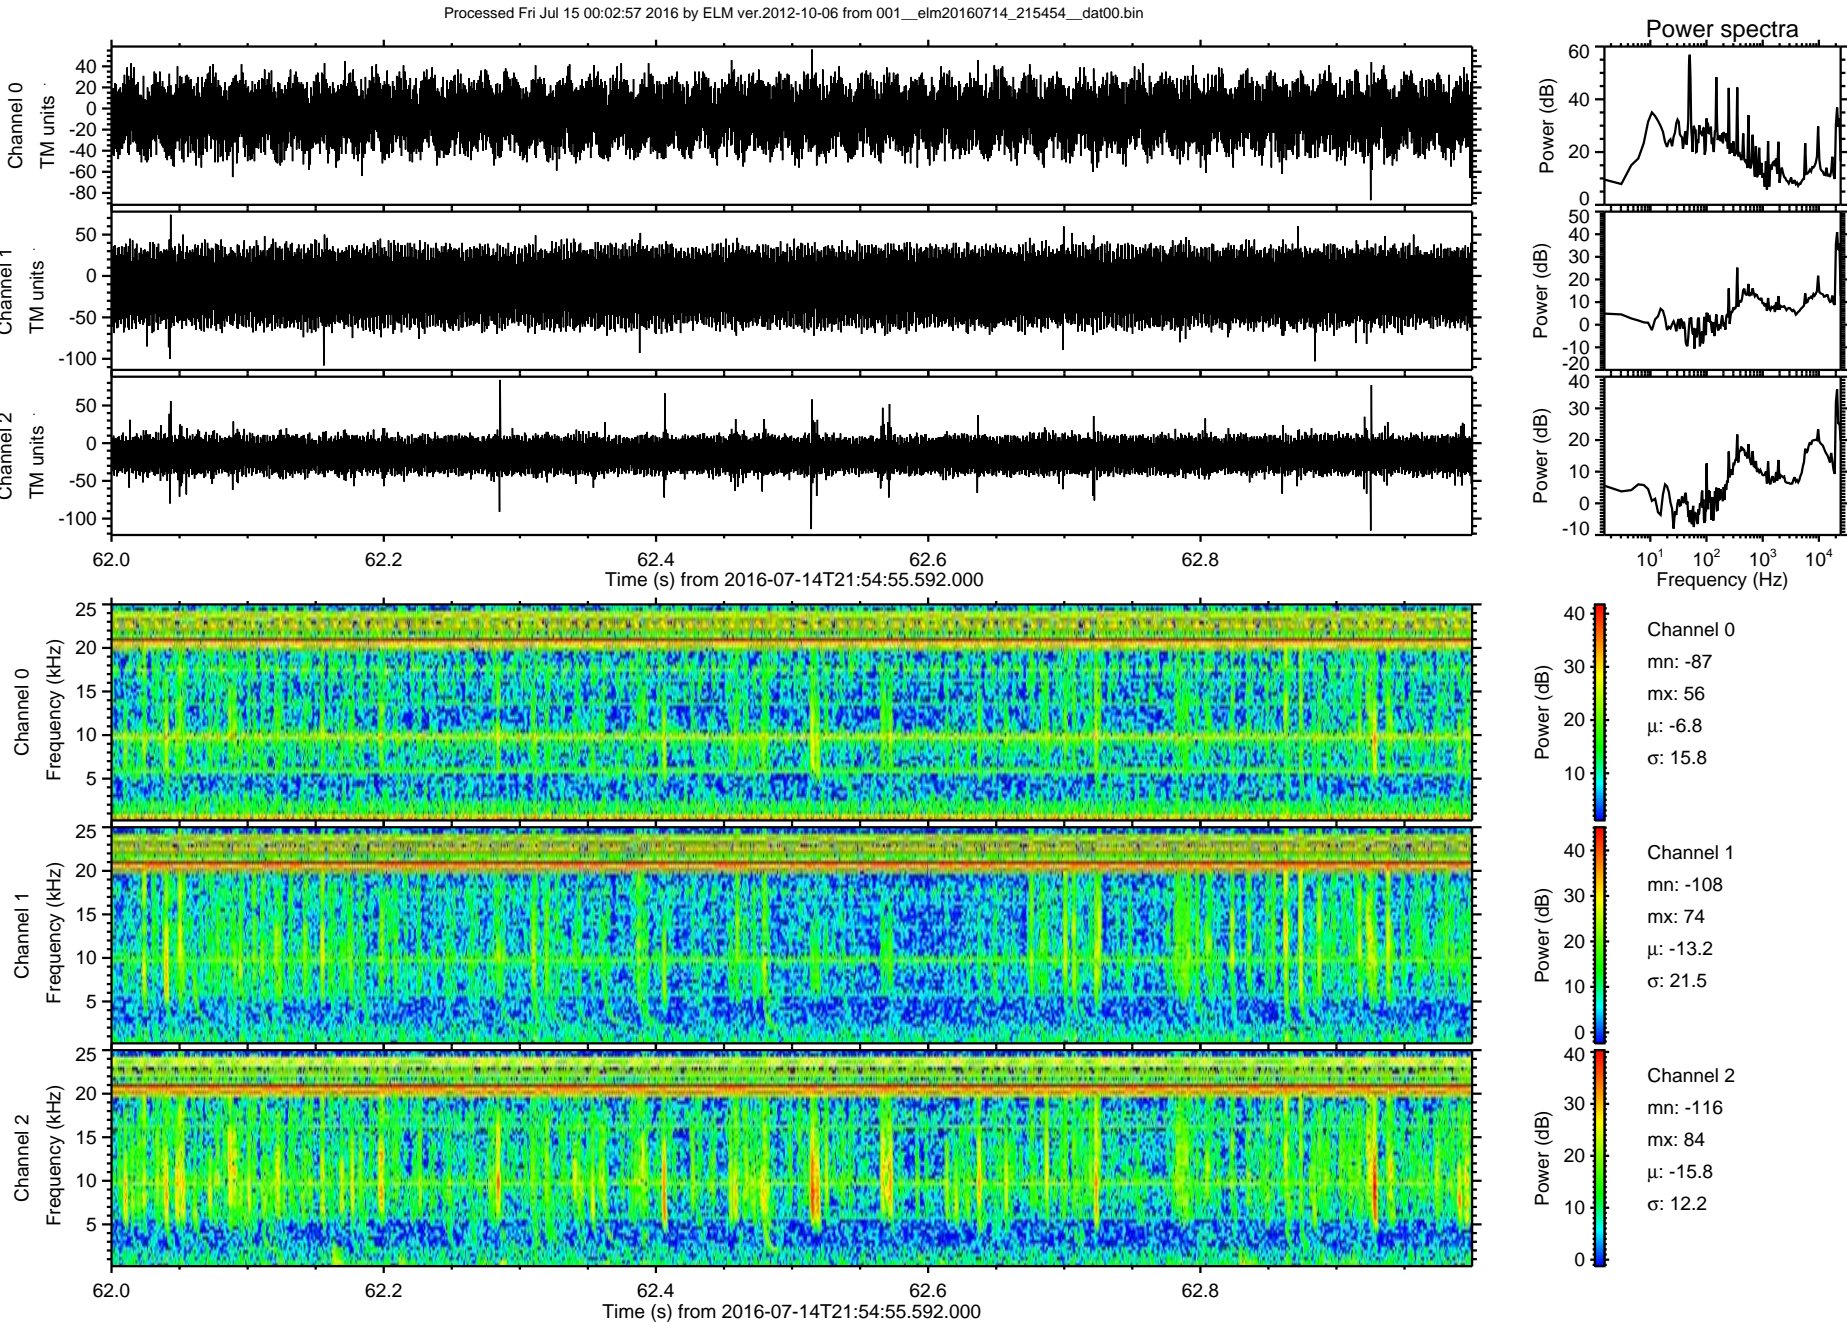 Processed Fri Jul 15 00:02:57 2016 by ELM ver.2012-10-06 from 001__elm20160714_215454__dat00.bin
Power spectra
Channel 0
TM units
40
20
0
-20
-40
-60
-80
Power (dB)
60
40
20
0
Channel 1
TM units
50
0
-50
-100
Power (dB)
50
40
30
20
10
0
-10
-20
Channel 2
TM units
50
0
-50
-100
Power (dB)
40
30
20
10
0
-10
62.0 62.2 62.4 62.6 62.8
Time (s) from 2016-07-14T21:54:55.592.000
10¹ 10² 10³ 10⁴
Frequency (Hz)
Channel 0
Frequency (kHz)
25
20
15
10
5
Power (dB)
40
30
20
10
Channel 0
mn: -87
mx: 56
μ: -6.8
σ: 15.8
Channel 1
Frequency (kHz)
25
20
15
10
5
Power (dB)
40
30
20
10
0
Channel 1
mn: -108
mx: 74
μ: -13.2
σ: 21.5
Channel 2
Frequency (kHz)
25
20
15
10
5
Power (dB)
40
30
20
10
0
Channel 2
mn: -116
mx: 84
μ: -15.8
σ: 12.2
62.0 62.2 62.4 62.6 62.8
Time (s) from 2016-07-14T21:54:55.592.000